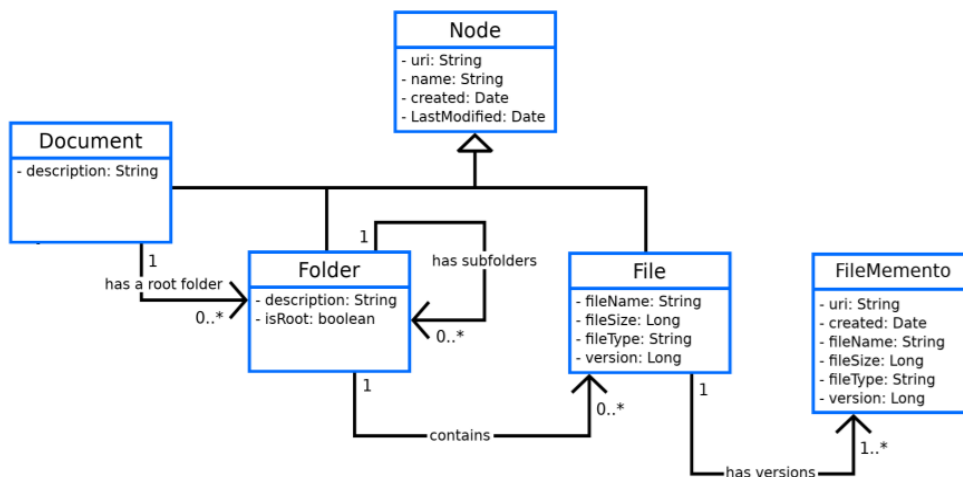 Node
- uri: String
- name: String
- created: Date
- LastModified: Date
Document
- description: String
1
has a root folder
0..*
Folder
- description: String
- isRoot: boolean
1
has subfolders
0..*
File
- fileName: String
- fileSize: Long
- fileType: String
- version: Long
FileMemento
- uri: String
- created: Date
- fileName: String
- fileSize: Long
- fileType: String
- version: Long
1
contains
0..*
1
has versions
1..*